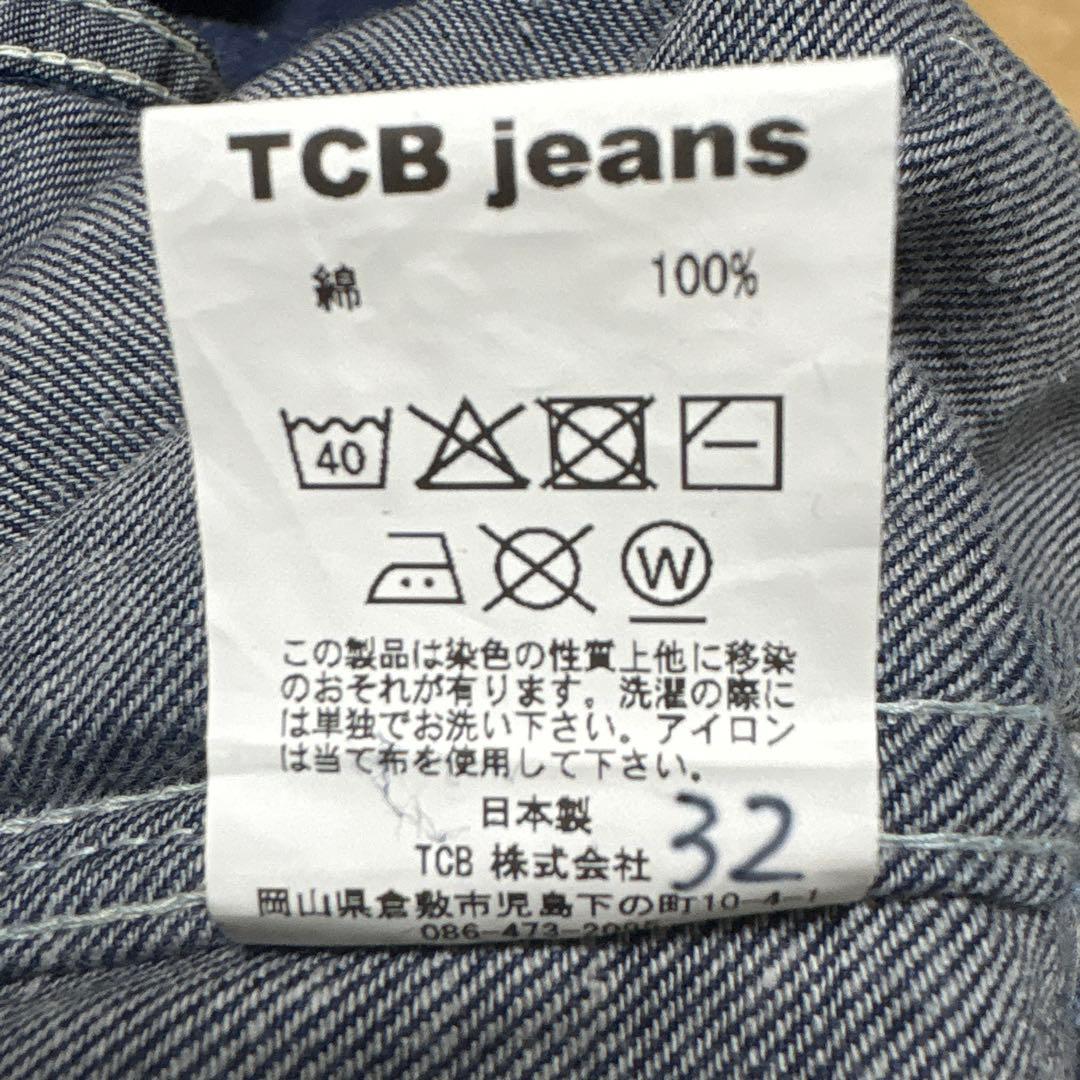 TCB jeans
綿 100%
40
W
この製品は染色の性質上他に移染
のおそれが有ります。洗濯の際に
は単独でお洗い下さい。アイロン
は当て布を使用して下さい。
日本製
TCB 株式会社 32
岡山県倉敷市児島下の町10-4-1
086-473-